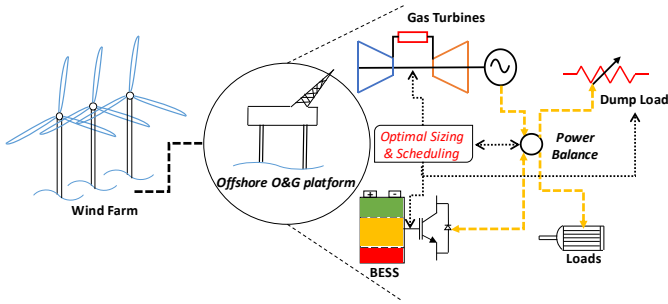 Gas Turbines
Dump Load
Optimal Sizing
& Scheduling
Power
Balance
Offshore O&G platform
Wind Farm
+ -
BESS
Loads